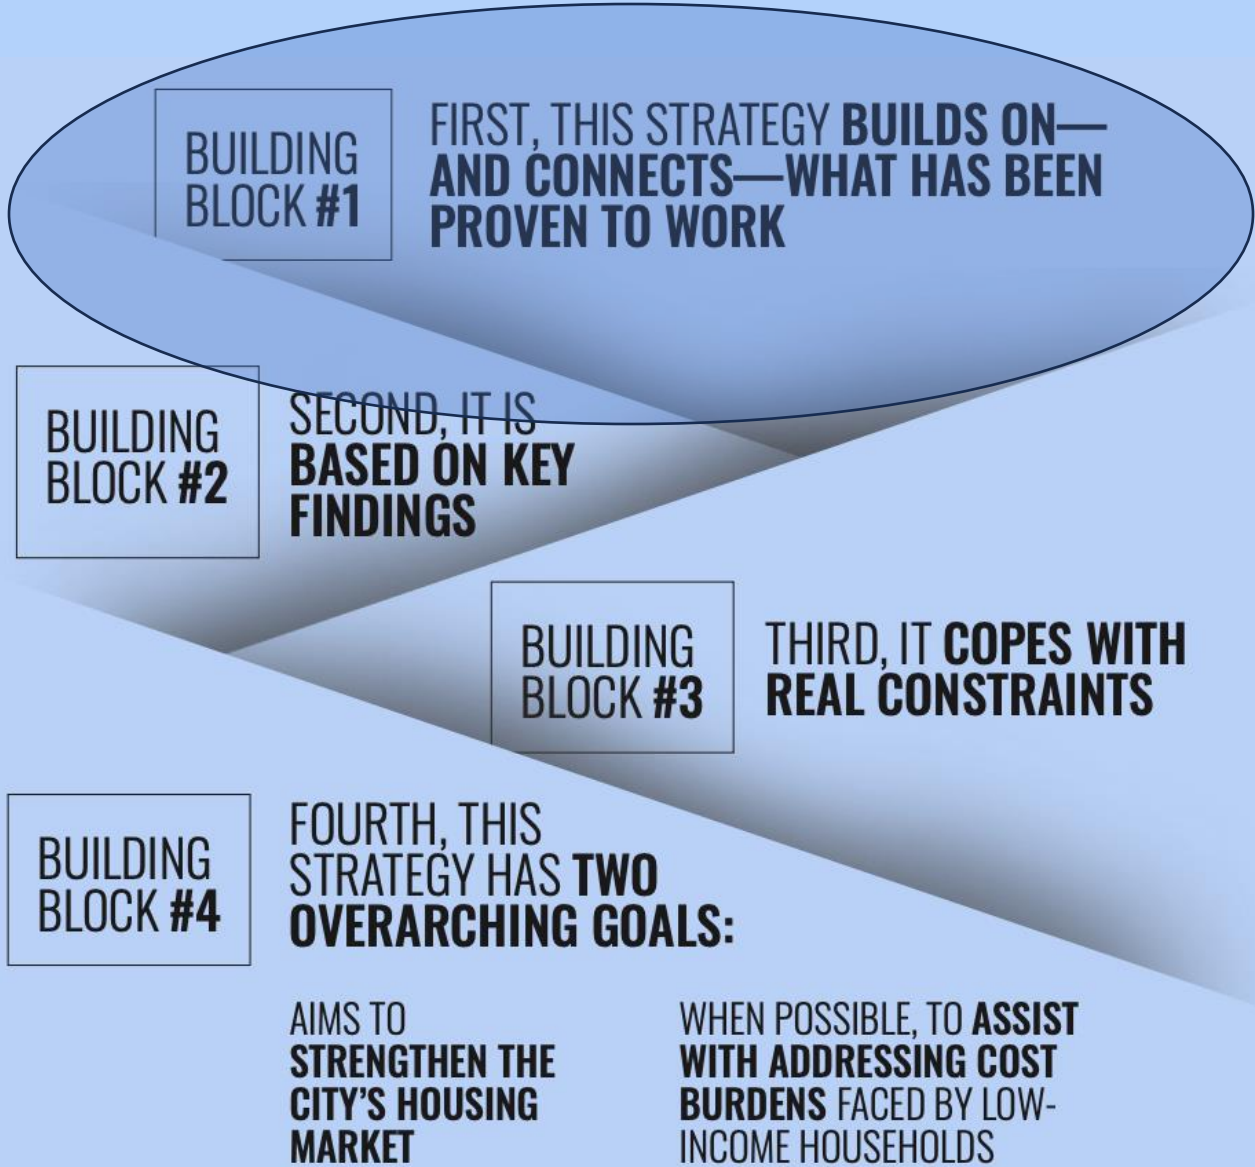 BUILDING
BLOCK #1
FIRST, THIS STRATEGY BUILDS ON—
AND CONNECTS—WHAT HAS BEEN
PROVEN TO WORK
BUILDING
BLOCK #2
SECOND, IT IS
BASED ON KEY
FINDINGS
BUILDING
BLOCK #3
THIRD, IT COPES WITH
REAL CONSTRAINTS
BUILDING
BLOCK #4
FOURTH, THIS
STRATEGY HAS TWO
OVERARCHING GOALS:
AIMS TO
STRENGTHEN THE
CITY'S HOUSING
MARKET
WHEN POSSIBLE, TO ASSIST
WITH ADDRESSING COST
BURDENS FACED BY LOW-
INCOME HOUSEHOLDS